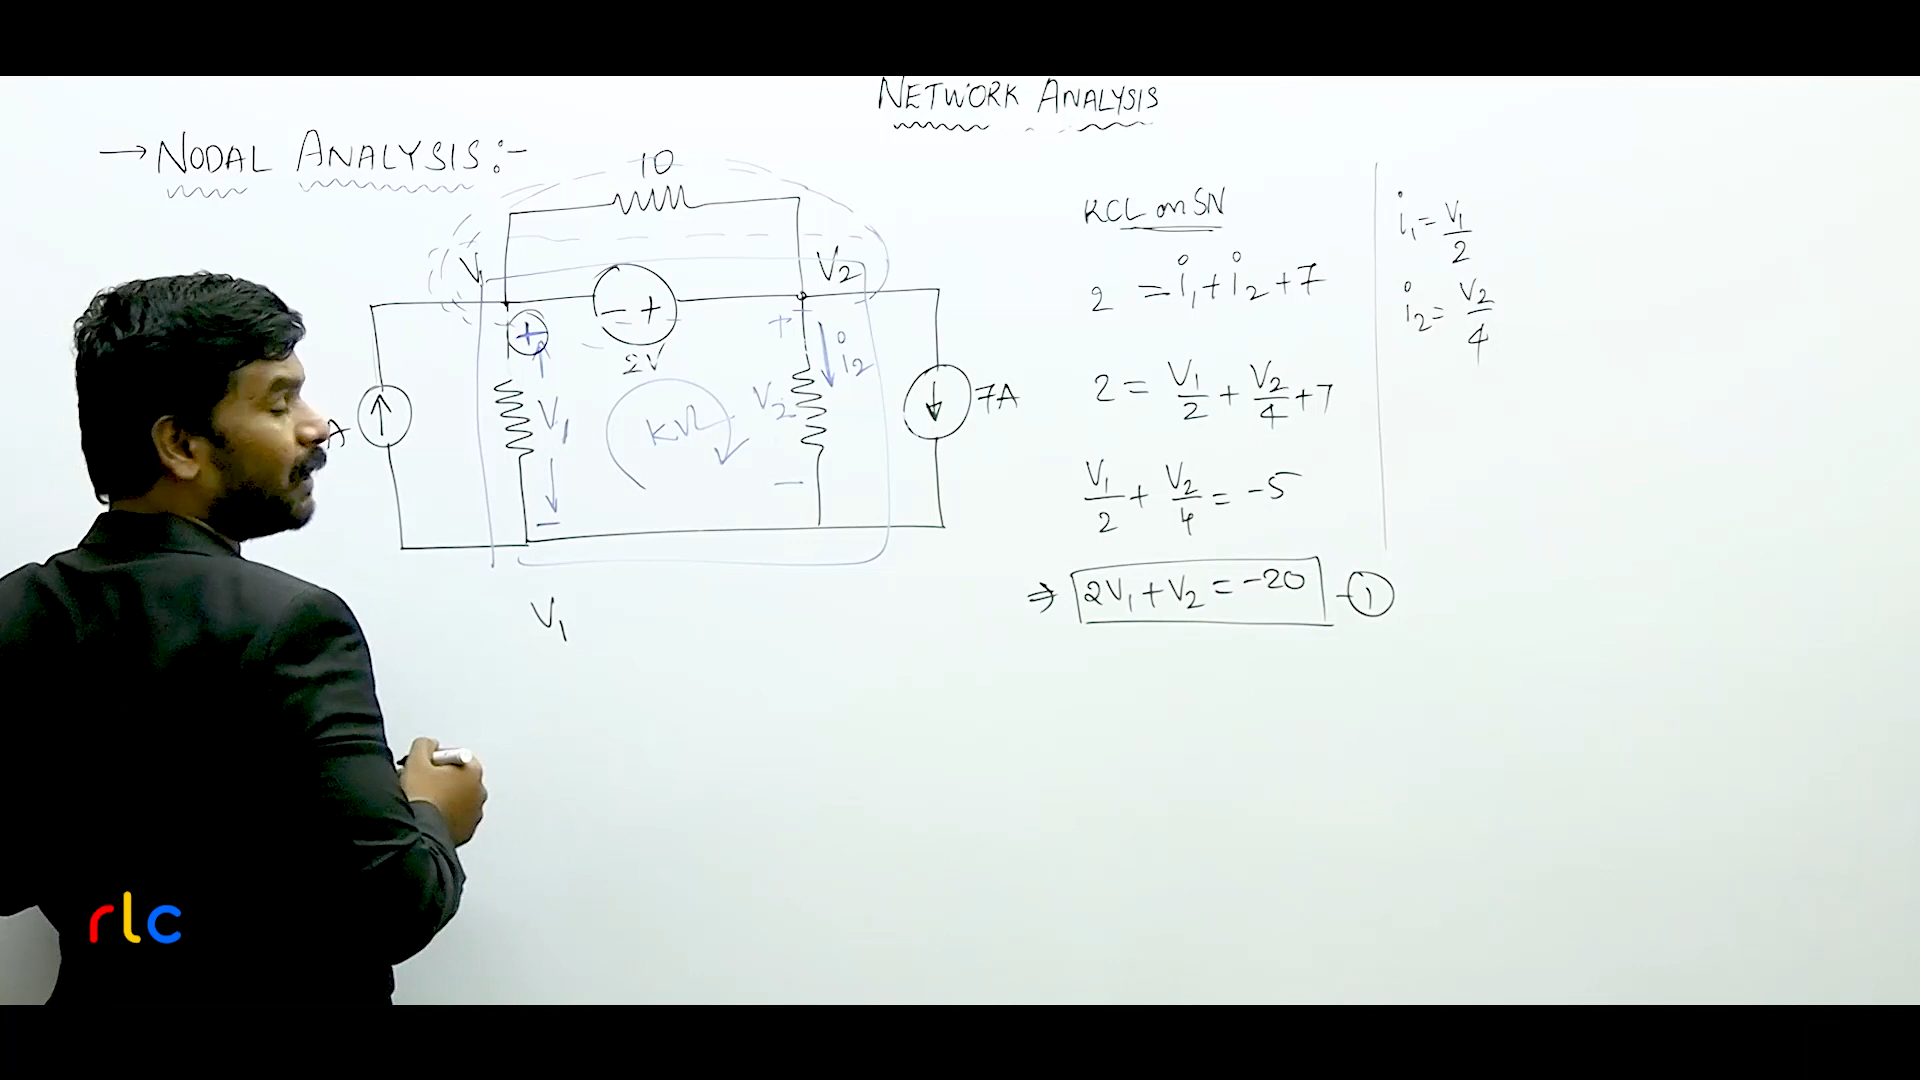 NETWORK ANALYSIS
→ NODAL ANALYSIS:-
10
V1
V2
- +
2V
+
+
i2
V1
V2
KVL
7A
A
-
-
V1
KCL on SN
2 = i1 + i2 + 7
2 = V1/2 + V2/4 + 7
V1/2 + V2/4 = -5
⇒ 2V1 + V2 = -20 - ①
i1 = V1/2
i2 = V2/4
rlc